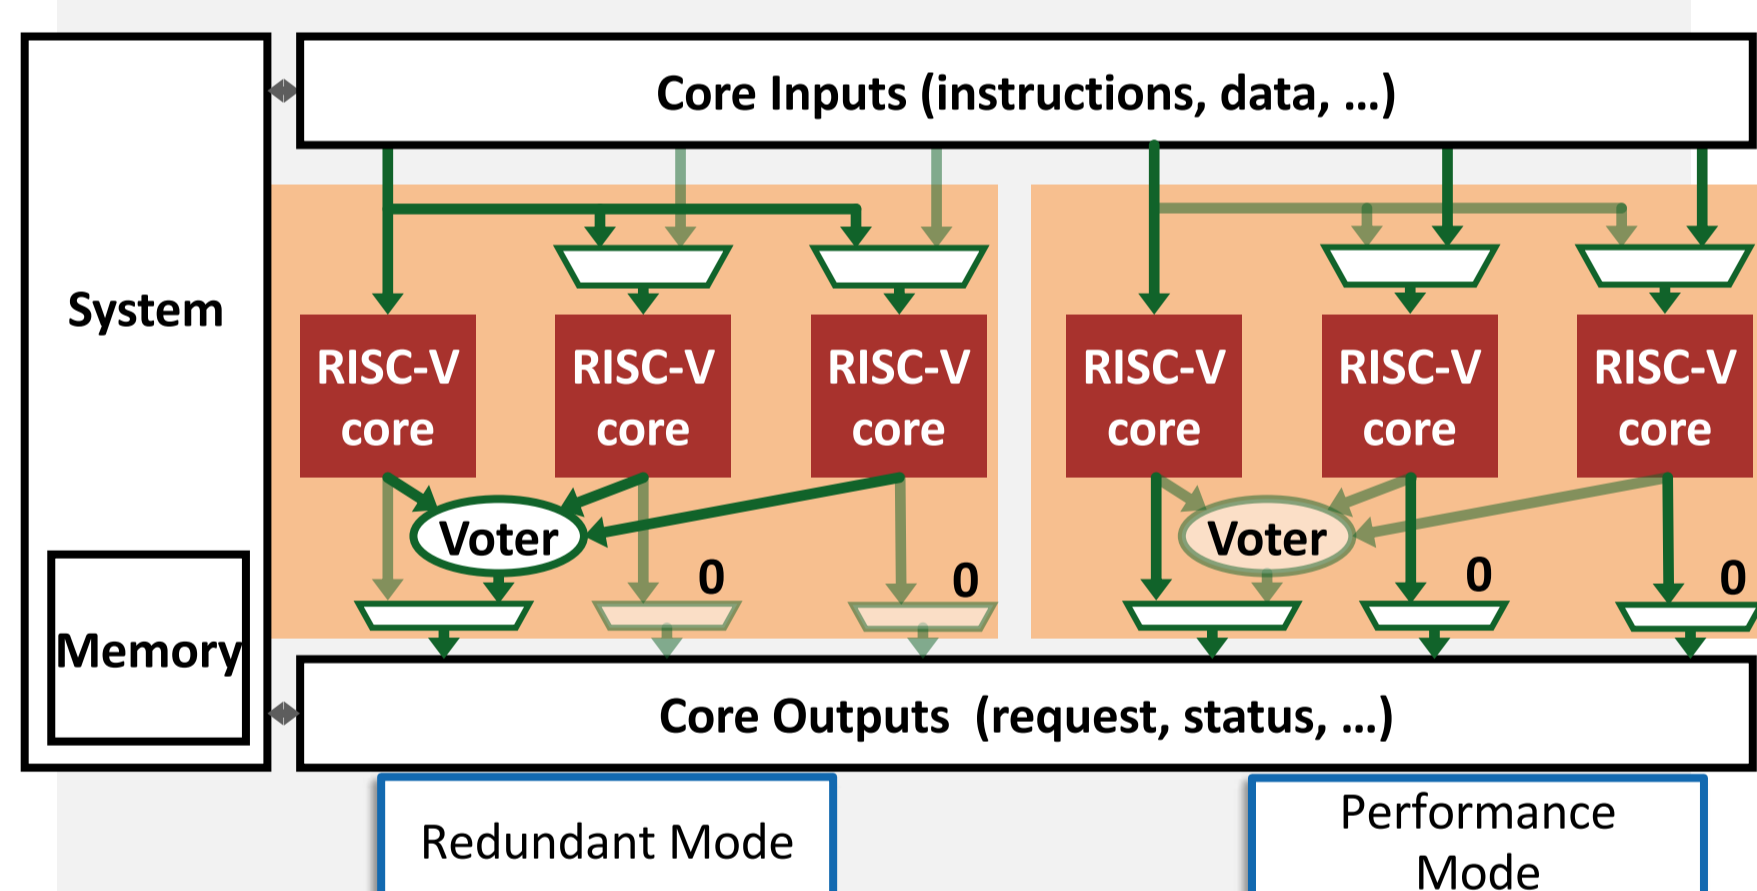 Core Inputs (instructions, data, ...)
System
RISC-V
core
RISC-V
core
RISC-V
core
RISC-V
core
RISC-V
core
RISC-V
core
Voter
0
0
Voter
0
0
Memory
Core Outputs  (request, status, ...)
Redundant Mode
Performance
Mode